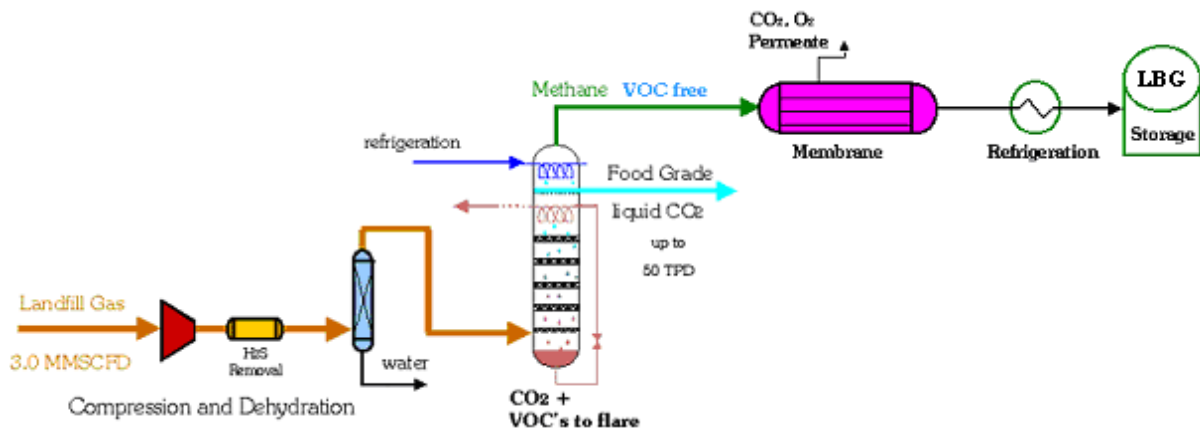 CO2, O2
Permeate
LBG
Storage
Methane VOC free
Membrane
Refrigeration
refrigeration
Food Grade
liquid CO2
up to
50 TPD
Landfill Gas
3.0 MMSCFD
H2S
Removal
water
Compression and Dehydration
CO2 +
VOC's to flare